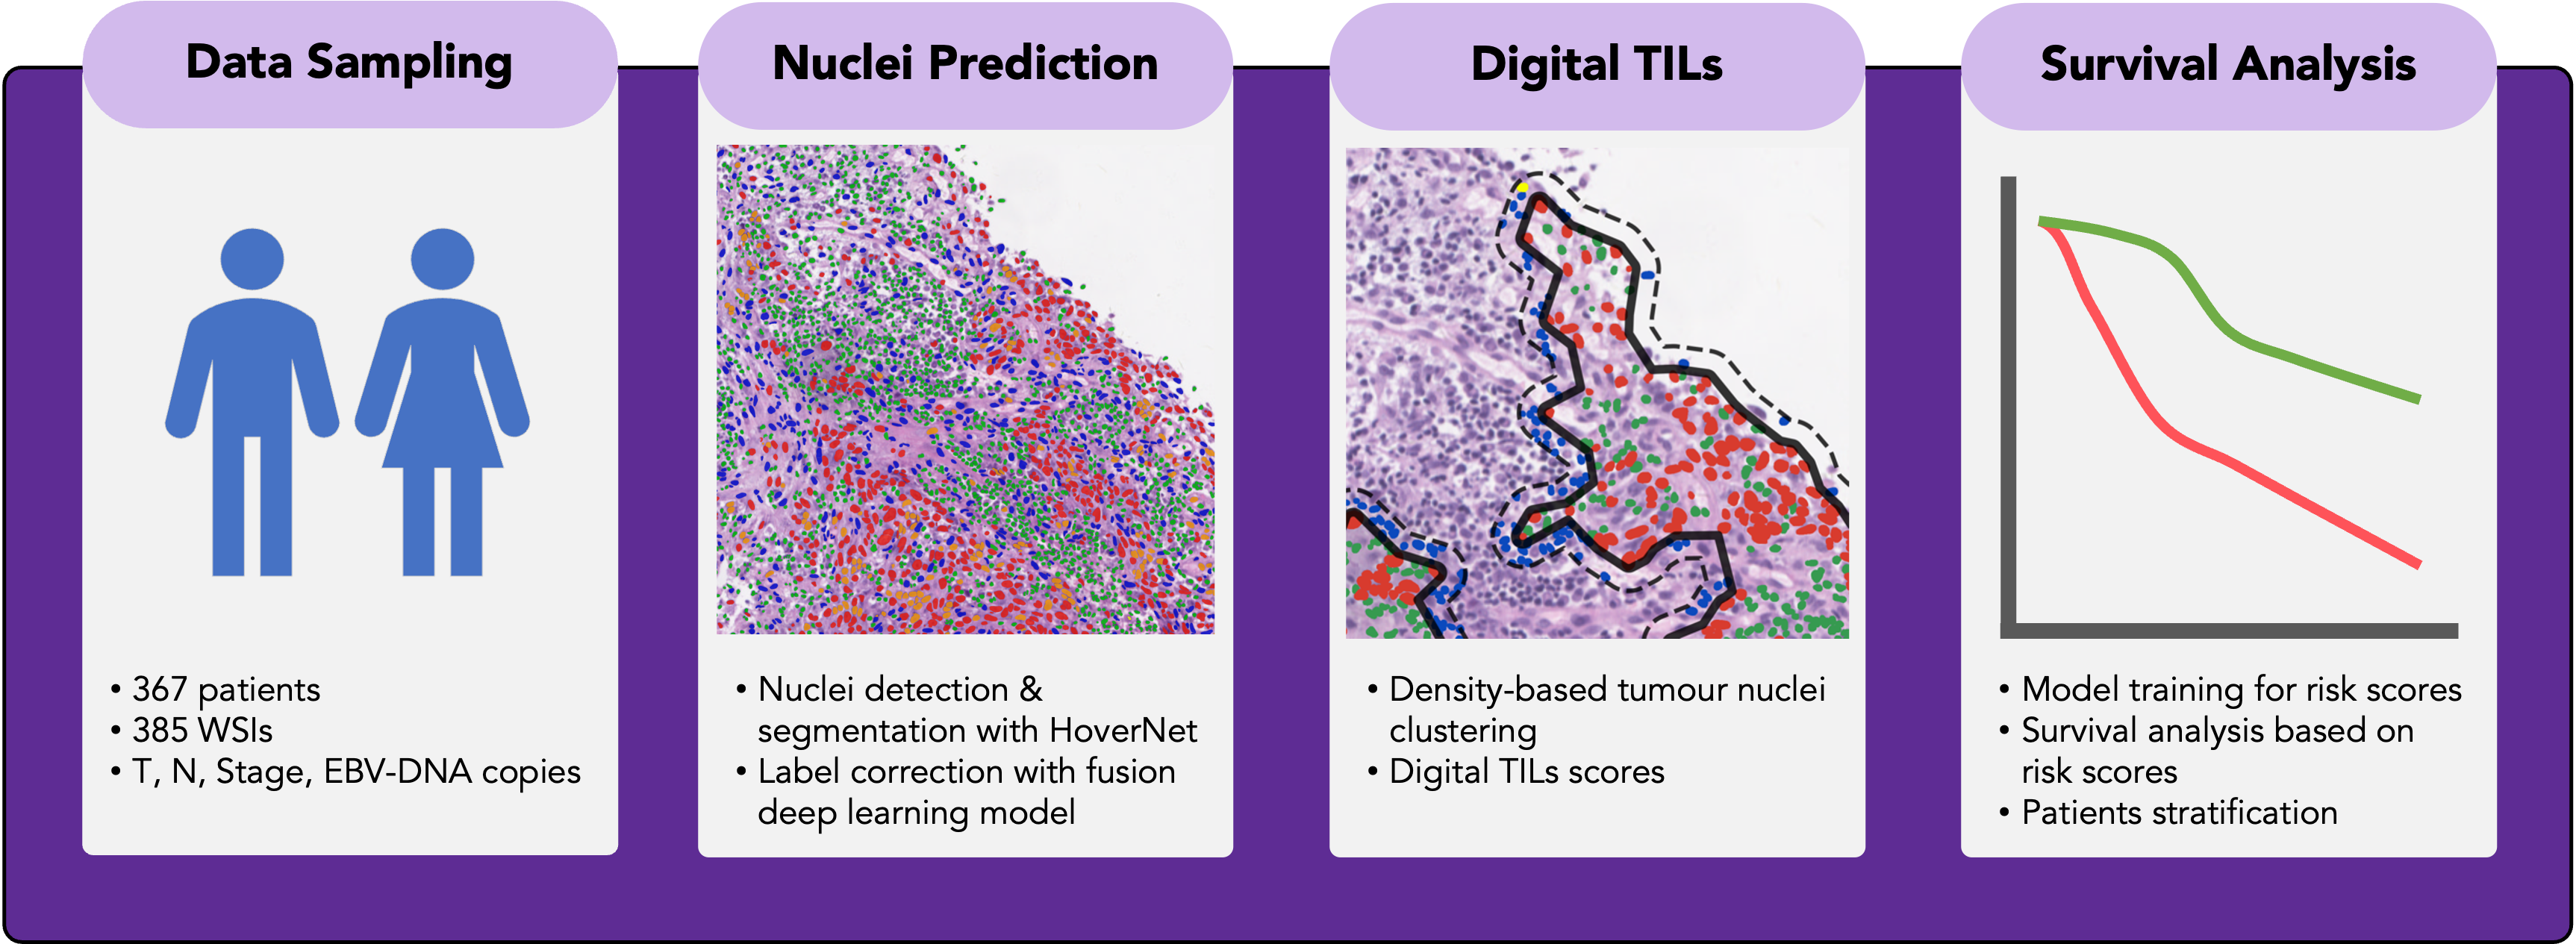 Data Sampling
• 367 patients
• 385 WSIs
• T, N, Stage, EBV-DNA copies
Nuclei Prediction
• Nuclei detection &
segmentation with HoverNet
• Label correction with fusion
deep learning model
Digital TILs
• Density-based tumour nuclei
clustering
• Digital TILs scores
Survival Analysis
• Model training for risk scores
• Survival analysis based on
risk scores
• Patients stratification